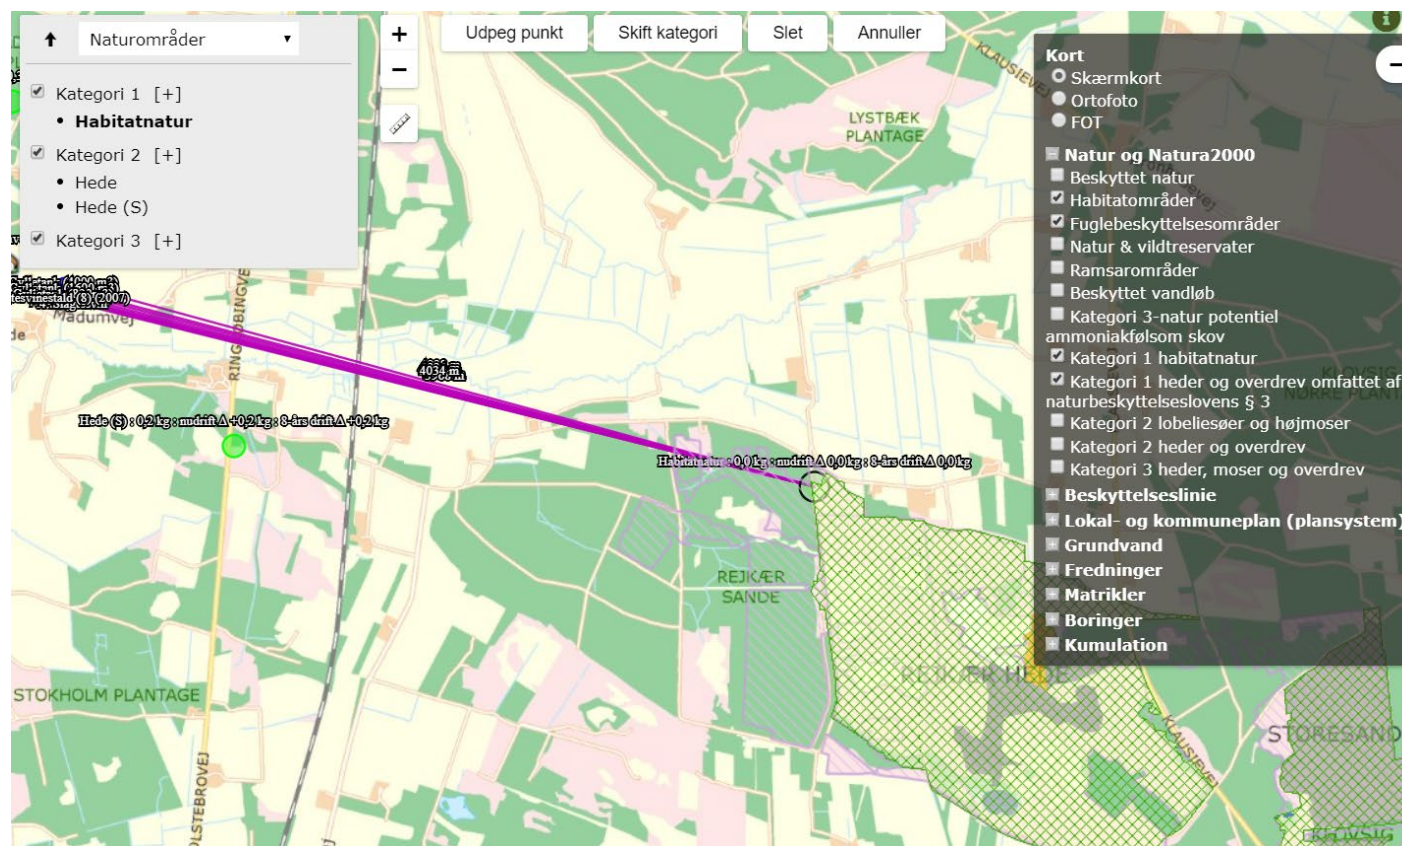 Naturområder
Kategori 1 [+]
Habitatnatur
Kategori 2 [+]
Hede
Hede (S)
Kategori 3 [+]
+
−
Udpeg punkt
Skift kategori
Slet
Annuller
Kort
Skærmkort
Ortofoto
FOT
Natur og Natura2000
Beskyttet natur
Habitatområder
Fuglebeskyttelsesområder
Natur & vildtreservater
Ramsarområder
Beskyttet vandløb
Kategori 3-natur potentiel
ammoniakfølsom skov
Kategori 1 habitatnatur
Kategori 1 heder og overdrev omfattet af
naturbeskyttelseslovens § 3
Kategori 2 lobeliesøer og højmoser
Kategori 2 heder og overdrev
Kategori 3 heder, moser og overdrev
Beskyttelseslinie
Lokal- og kommuneplan (plansystem)
Grundvand
Fredninger
Matrikler
Boringer
Kumulation
LYSTBÆK
PLANTAGE
tesvinestald (8) (2007)
Mådumvej
4034 m
Hede (S) : 0,2 kg : nudrift Δ +0,2 kg : 8-års drift Δ +0,2 kg
Habitatnatur : 0,0 kg : nudrift Δ 0,0 kg : 8-års drift Δ 0,0 kg
REJKÆR
SANDE
REJKÆR HEDE
STOKHOLM PLANTAGE
OLSTEBROVEJ
KLAUSIEVEJ
STORESAND
KLOVSIG